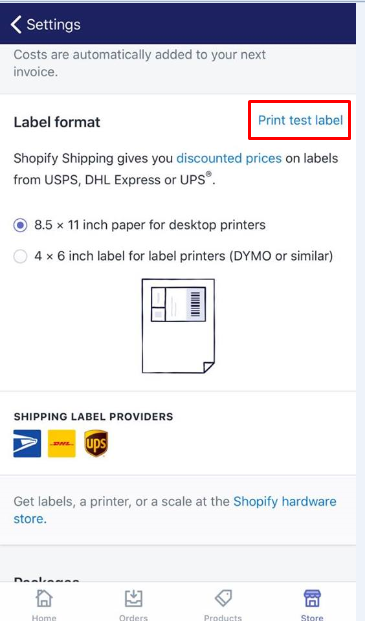 Settings
Costs are automatically added to your next
invoice.
Label format
Print test label
Shopify Shipping gives you discounted prices on labels
from USPS, DHL Express or UPS®.
8.5 × 11 inch paper for desktop printers
4 × 6 inch label for label printers (DYMO or similar)
SHIPPING LABEL PROVIDERS
DHL
ups
Get labels, a printer, or a scale at the Shopify hardware
store.
Packages
Home
Orders
Products
Store